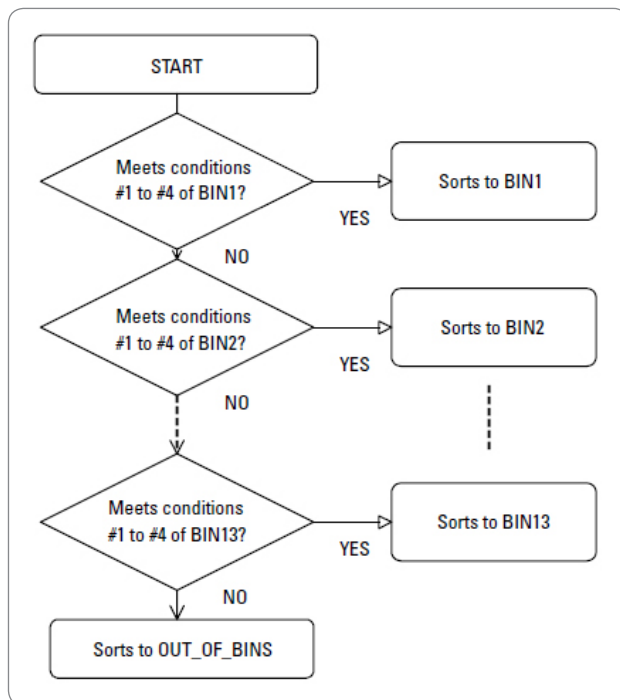 START
Meets conditions
#1 to #4 of BIN1?
Sorts to BIN1
YES
NO
Meets conditions
#1 to #4 of BIN2?
Sorts to BIN2
YES
NO
Meets conditions
#1 to #4 of BIN13?
Sorts to BIN13
YES
NO
Sorts to OUT_OF_BINS